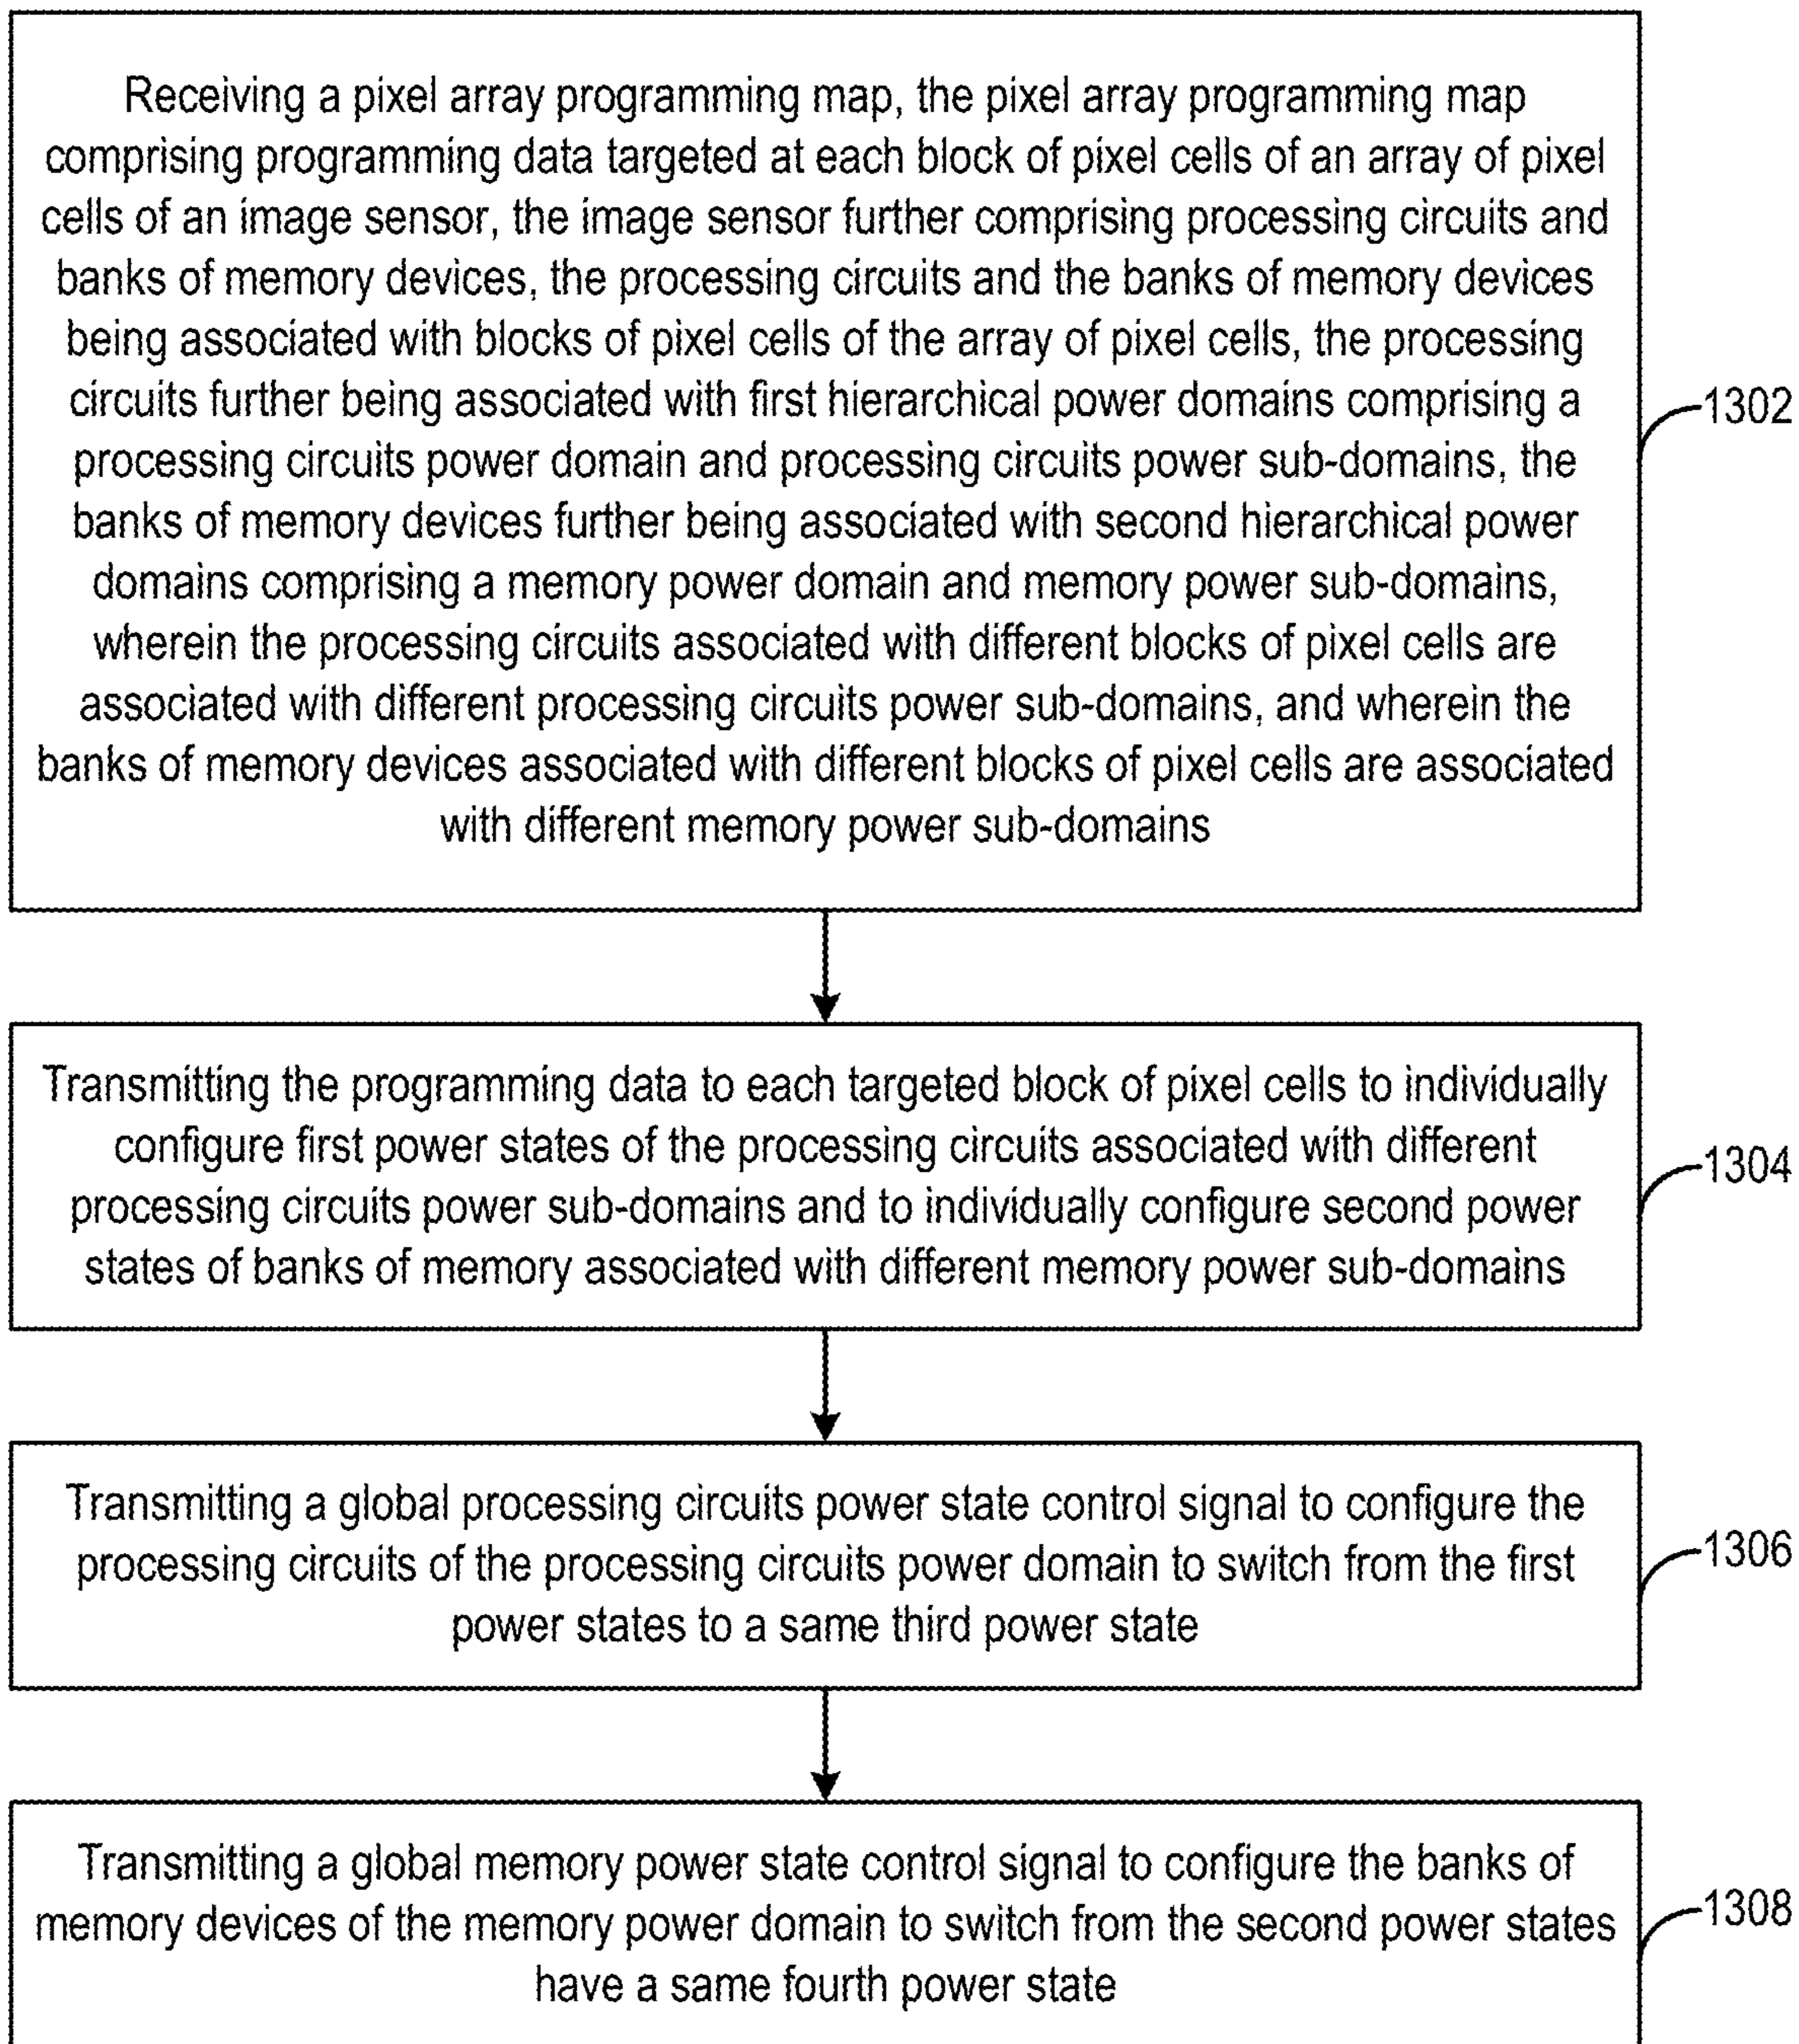 Receiving a pixel array programming map, the pixel array programming map
comprising programming data targeted at each block of pixel cells of an array of pixel
cells of an image sensor, the image sensor further comprising processing circuits and
banks of memory devices, the processing circuits and the banks of memory devices
being associated with blocks of pixel cells of the array of pixel cells, the processing
circuits further being associated with first hierarchical power domains comprising a
processing circuits power domain and processing circuits power sub-domains, the
banks of memory devices further being associated with second hierarchical power
domains comprising a memory power domain and memory power sub-domains,
wherein the processing circuits associated with different blocks of pixel cells are
associated with different processing circuits power sub-domains, and wherein the
banks of memory devices associated with different blocks of pixel cells are associated
with different memory power sub-domains
1302
Transmitting the programming data to each targeted block of pixel cells to individually
configure first power states of the processing circuits associated with different
processing circuits power sub-domains and to individually configure second power
states of banks of memory associated with different memory power sub-domains
1304
Transmitting a global processing circuits power state control signal to configure the
processing circuits of the processing circuits power domain to switch from the first
power states to a same third power state
1306
Transmitting a global memory power state control signal to configure the banks of
memory devices of the memory power domain to switch from the second power states
have a same fourth power state
1308